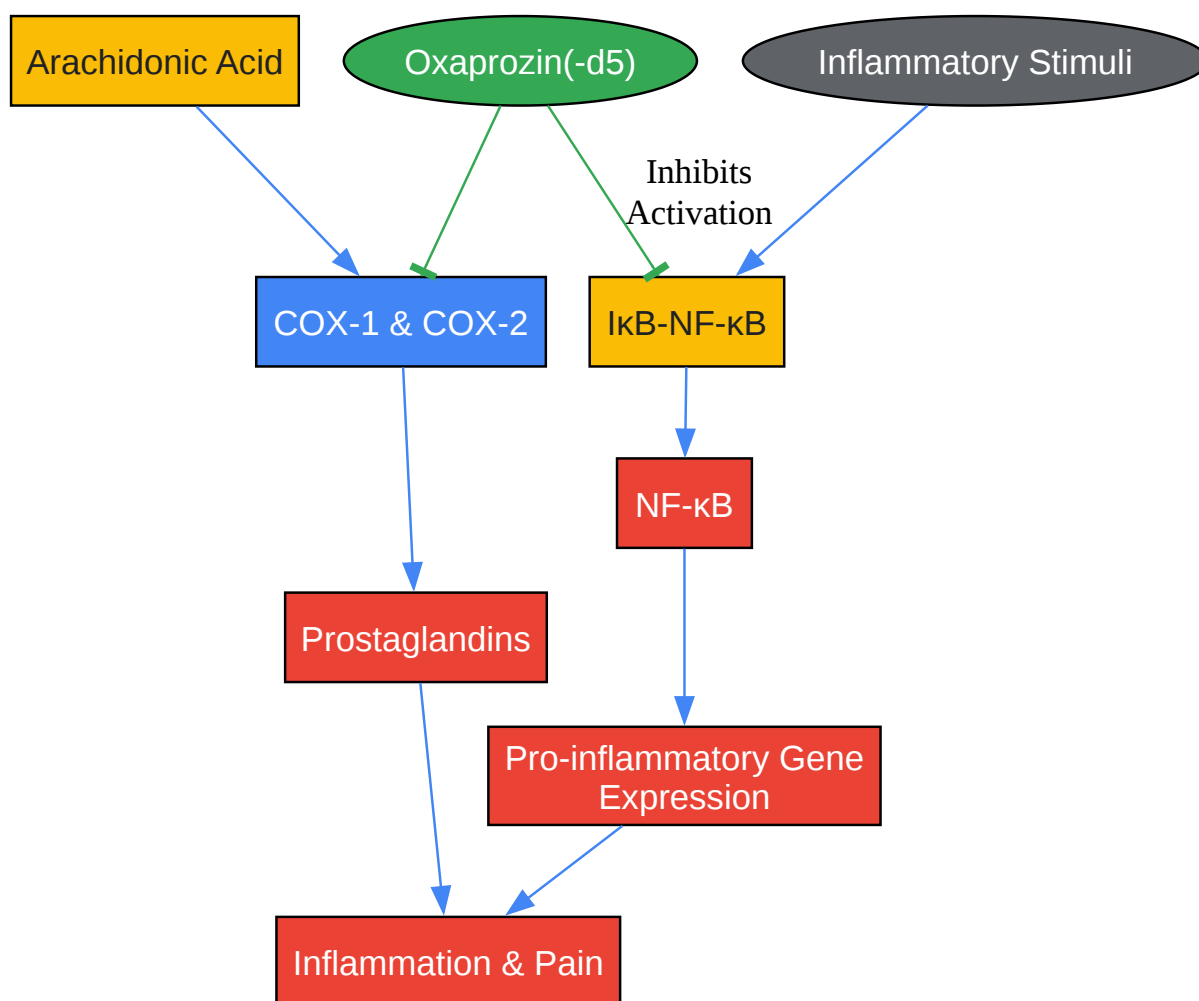 Arachidonic Acid
Oxaprozin(-d5)
Inflammatory Stimuli
Inhibits
Activation
COX-1 & COX-2
IκB-NF-κB
NF-κB
Prostaglandins
Pro-inflammatory Gene
Expression
Inflammation & Pain